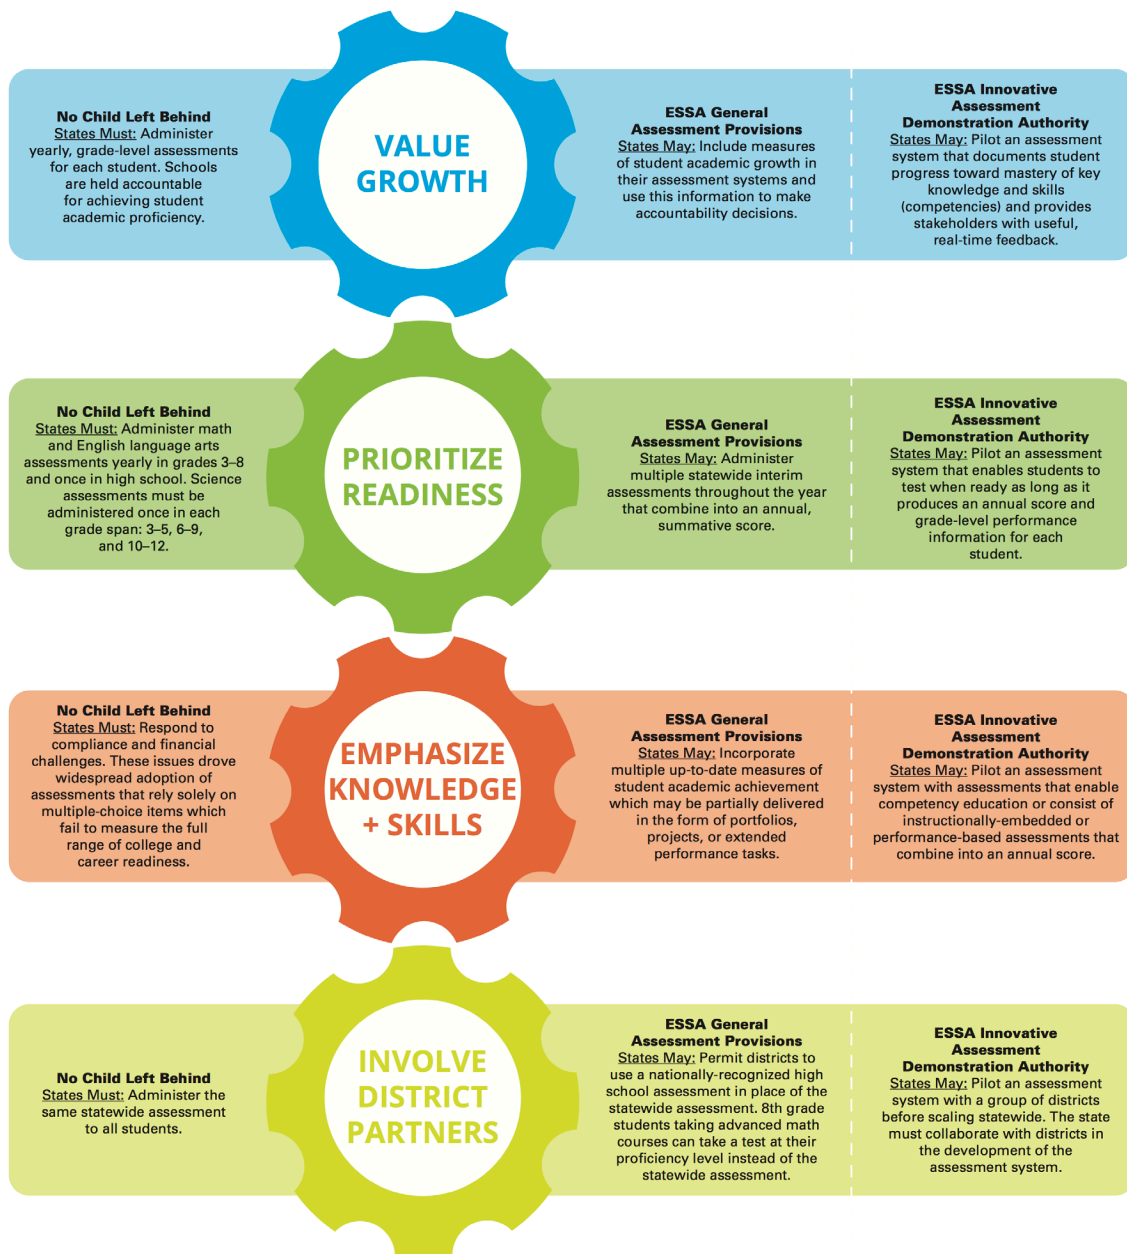 No Child Left Behind
States Must: Administer
yearly, grade-level assessments
for each student. Schools
are held accountable
for achieving student
academic proficiency.
VALUE
GROWTH
ESSA General
Assessment Provisions
States May: Include measures
of student academic growth in
their assessment systems and
use this information to make
accountability decisions.
ESSA Innovative
Assessment
Demonstration Authority
States May: Pilot an assessment
system that documents student
progress toward mastery of key
knowledge and skills
(competencies) and provides
stakeholders with useful,
real-time feedback.
No Child Left Behind
States Must: Administer math
and English language arts
assessments yearly in grades 3–8
and once in high school. Science
assessments must be
administered once in each
grade span: 3–5, 6–9,
and 10–12.
PRIORITIZE
READINESS
ESSA General
Assessment Provisions
States May: Administer
multiple statewide interim
assessments throughout the year
that combine into an annual,
summative score.
ESSA Innovative
Assessment
Demonstration Authority
States May: Pilot an assessment
system that enables students to
test when ready as long as it
produces an annual score and
grade-level performance
information for each
student.
No Child Left Behind
States Must: Respond to
compliance and financial
challenges. These issues drove
widespread adoption of
assessments that rely solely on
multiple-choice items which
fail to measure the full
range of college and
career readiness.
EMPHASIZE
KNOWLEDGE
+ SKILLS
ESSA General
Assessment Provisions
States May: Incorporate
multiple up-to-date measures of
student academic achievement
which may be partially delivered
in the form of portfolios,
projects, or extended
performance tasks.
ESSA Innovative
Assessment
Demonstration Authority
States May: Pilot an assessment
system with assessments that enable
competency education or consist of
instructionally-embedded or
performance-based assessments that
combine into an annual score.
No Child Left Behind
States Must: Administer the
same statewide assessment
to all students.
INVOLVE
DISTRICT
PARTNERS
ESSA General
Assessment Provisions
States May: Permit districts to
use a nationally-recognized high
school assessment in place of the
statewide assessment. 8th grade
students taking advanced math
courses can take a test at their
proficiency level instead of the
statewide assessment.
ESSA Innovative
Assessment
Demonstration Authority
States May: Pilot an assessment
system with a group of districts
before scaling statewide. The state
must collaborate with districts in
the development of the
assessment system.